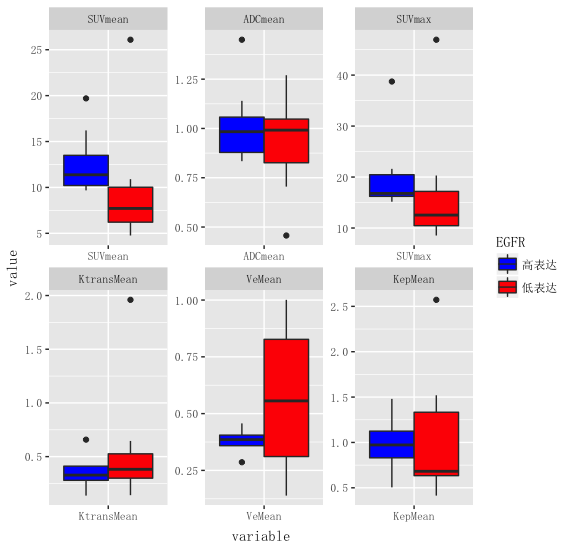 SUVmean ADCmean SUVmax
25
20
15
10
5
1.25
1.00
0.75
0.50
40
30
20
10
SUVmean ADCmean SUVmax
KtransMean VeMean KepMean
2.0
1.5
1.0
0.5
1.00
0.75
0.50
0.25
2.5
2.0
1.5
1.0
0.5
KtransMean VeMean KepMean
variable
value
EGFR
高表达
低表达